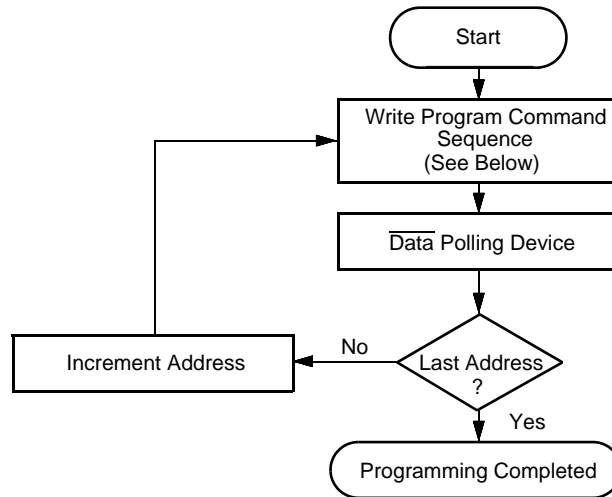 Start
Write Program Command
Sequence
(See Below)
Data Polling Device
No
Increment Address
Last Address
?
Yes
Programming Completed